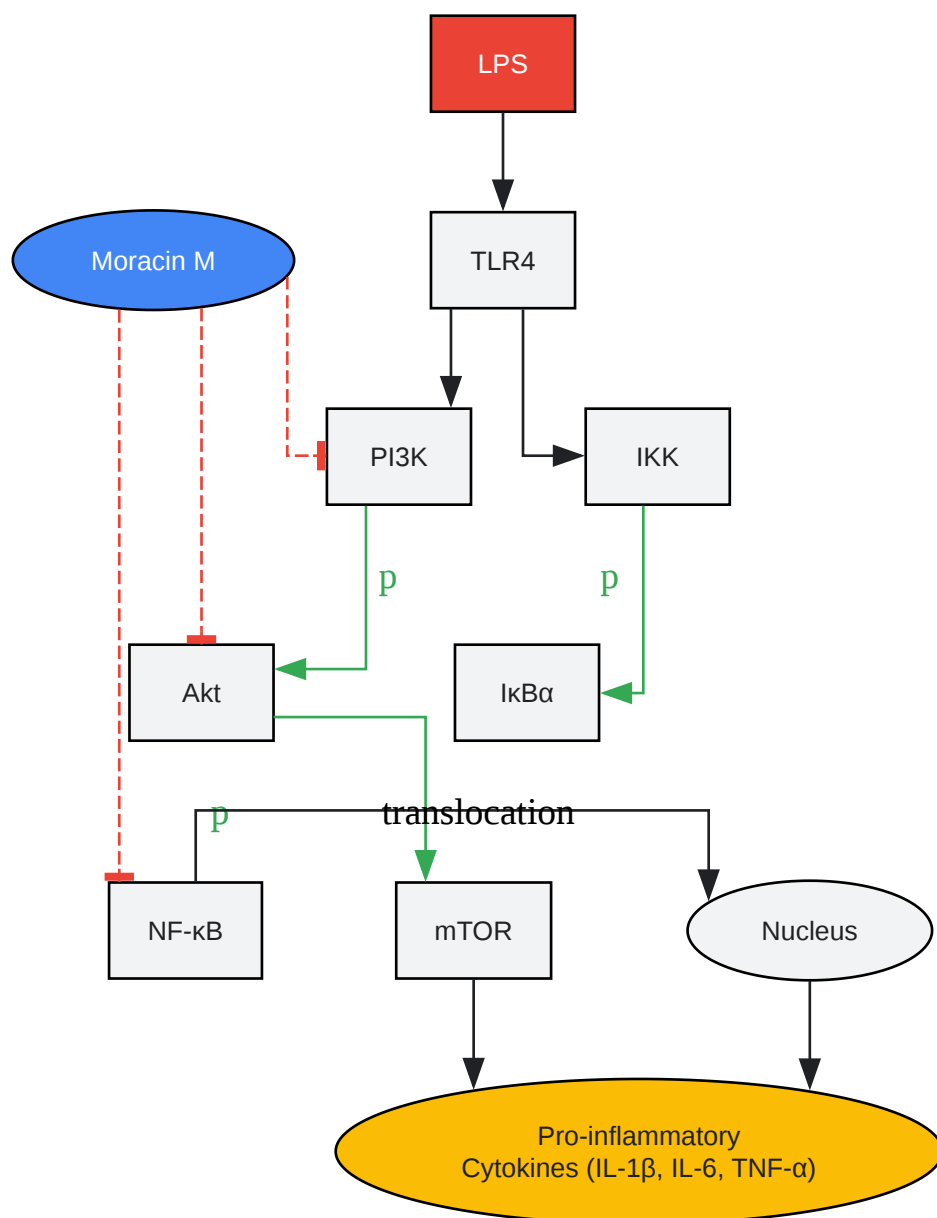 LPS
Moracin M
TLR4
PI3K
IKK
p
p
Akt
IκBα
p
translocation
NF-κB
mTOR
Nucleus
Pro-inflammatory
Cytokines (IL-1β, IL-6, TNF-α)